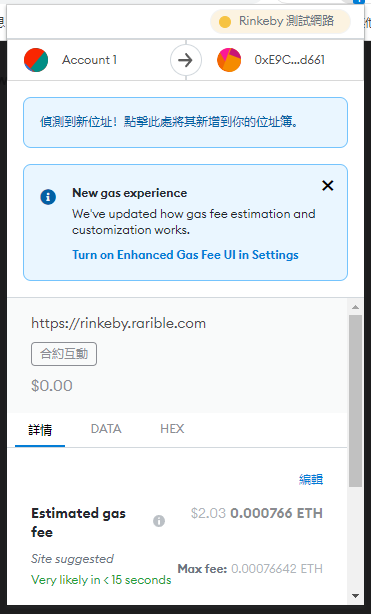 Rinkeby 測試網路
Account 1
0xE9C...d661
偵測到新位址！點擊此處將其新增到你的位址簿。
New gas experience
We've updated how gas fee estimation and
customization works.
Turn on Enhanced Gas Fee UI in Settings
https://rinkeby.rarible.com
合約互動
$0.00
詳情 DATA HEX
編輯
Estimated gas
fee
$2.03 0.000766 ETH
Site suggested
Very likely in < 15 seconds
Max fee: 0.00076642 ETH